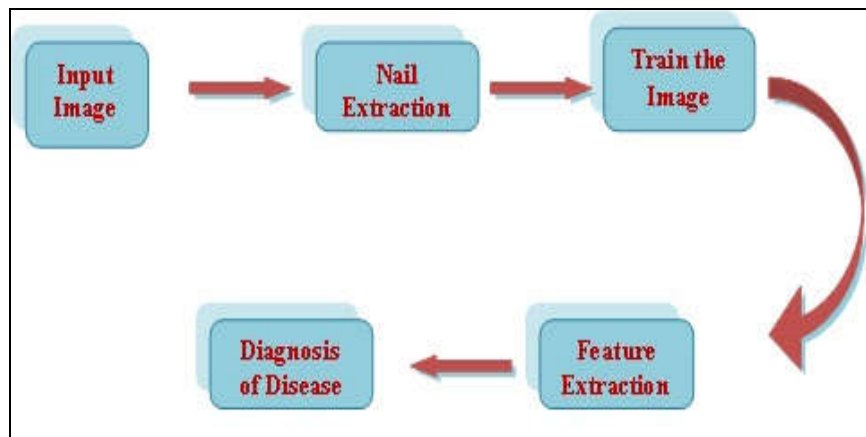 Input
Image
Nail
Extraction
Train the
Image
Feature
Extraction
Diagnosis
of Disease